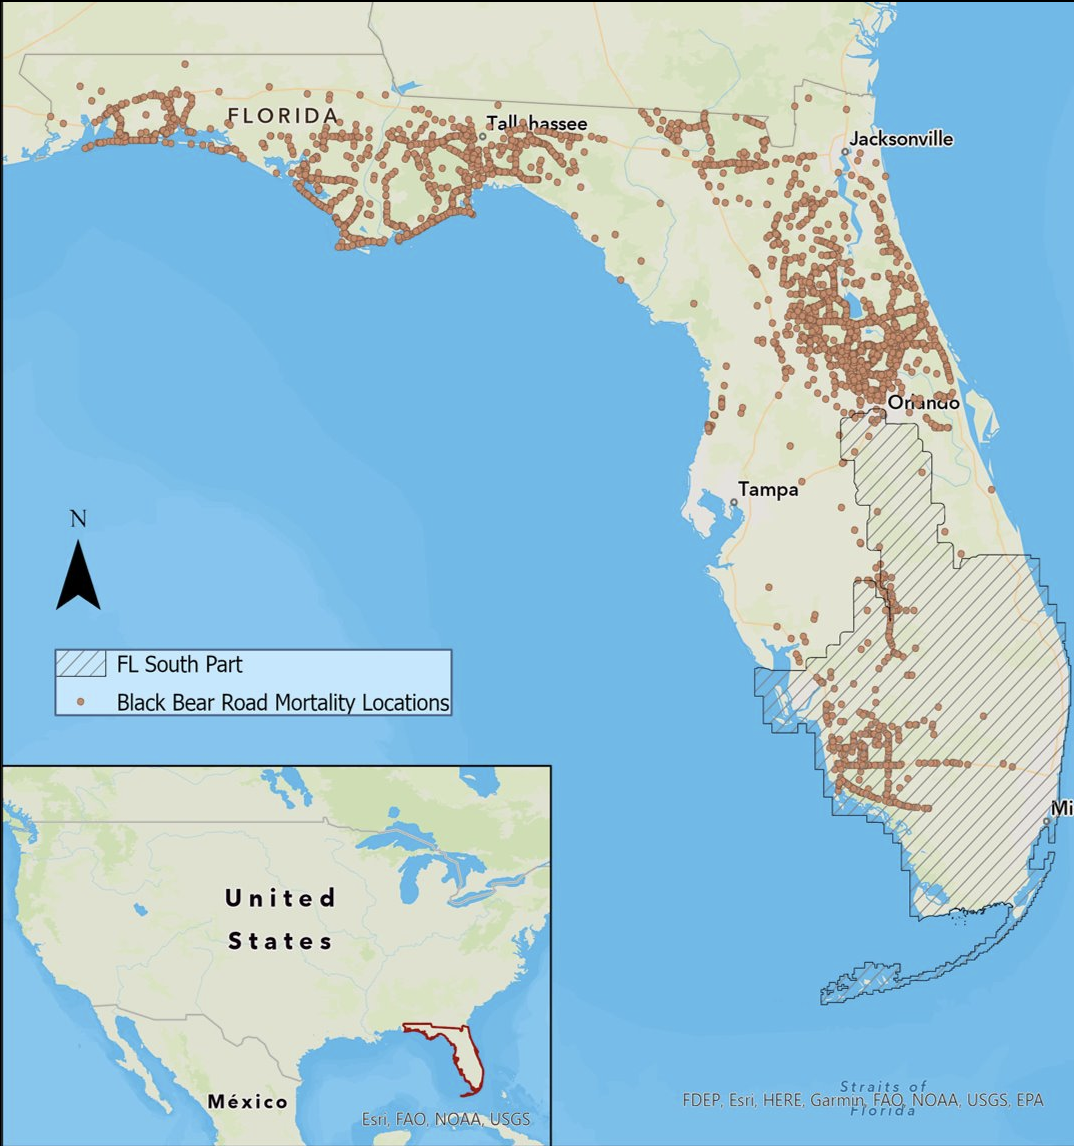 FLORIDA
Tallahassee
Jacksonville
Orlando
Tampa
N
FL South Part
Black Bear Road Mortality Locations
Mi
United
States
México
Esri, FAO, NOAA, USGS
Straits of
Florida
FDEP, Esri, HERE, Garmin, FAO, NOAA, USGS, EPA